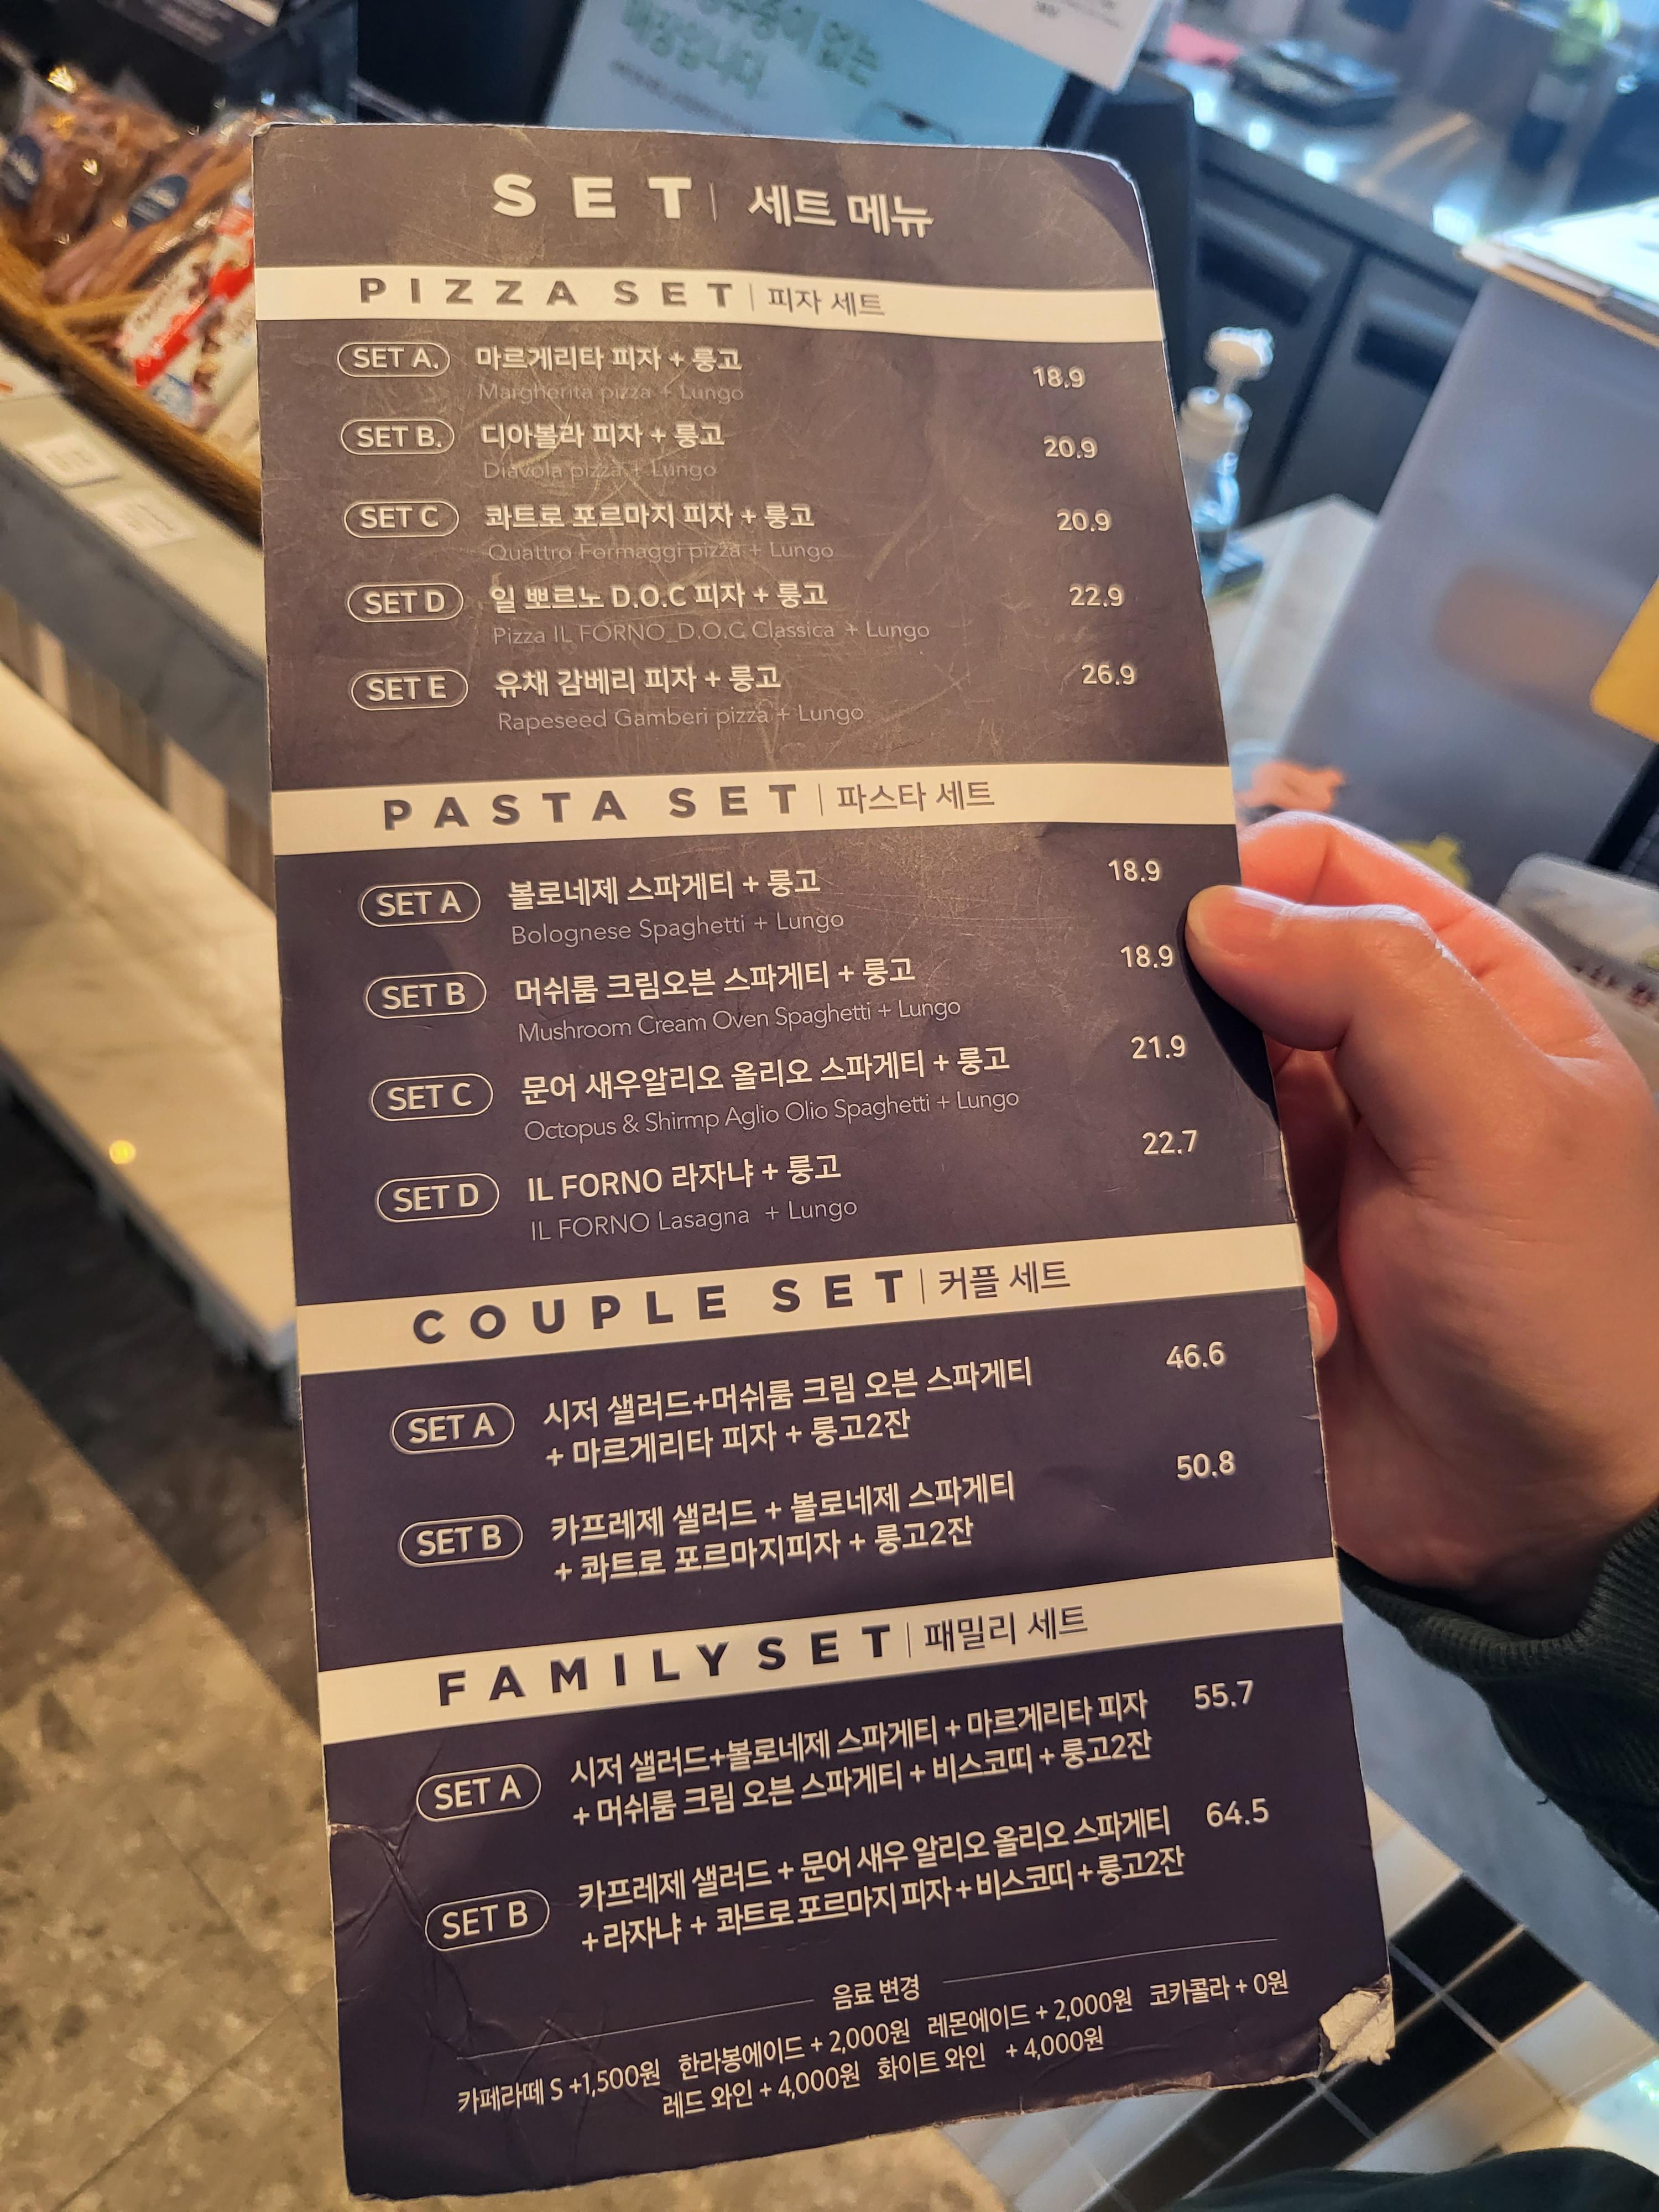 SET | 세트 메뉴
PIZZA SET | 피자 세트
SET A. 마르게리타 피자 + 룽고 18.9
Margherita pizza + Lungo
SET B. 디아볼라 피자 + 룽고 20.9
Diavola pizza + Lungo
SET C 콰트로 포르마지 피자 + 룽고 20.9
Quattro Formaggi pizza + Lungo
SET D 일 뽀르노 D.O.C 피자 + 룽고 22.9
Pizza IL FORNO_D.O.C Classica + Lungo
SET E 유채 감베리 피자 + 룽고 26.9
Rapeseed Gamberi pizza + Lungo
PASTA SET | 파스타 세트
SET A 볼로네제 스파게티 + 룽고 18.9
Bolognese Spaghetti + Lungo
SET B 머쉬룸 크림오븐 스파게티 + 룽고 18.9
Mushroom Cream Oven Spaghetti + Lungo
SET C 문어 새우알리오 올리오 스파게티 + 룽고 21.9
Octopus & Shirmp Aglio Olio Spaghetti + Lungo
SET D IL FORNO 라자냐 + 룽고 22.7
IL FORNO Lasagna + Lungo
COUPLE SET | 커플 세트
SET A 시저 샐러드+머쉬룸 크림 오븐 스파게티 46.6
+ 마르게리타 피자 + 룽고2잔
SET B 카프레제 샐러드 + 볼로네제 스파게티 50.8
+ 콰트로 포르마지피자 + 룽고2잔
FAMILY SET | 패밀리 세트
SET A 시저 샐러드+볼로네제 스파게티 + 마르게리타 피자 55.7
+ 머쉬룸 크림 오븐 스파게티 + 비스코띠 + 룽고2잔
SET B 카프레제 샐러드 + 문어 새우 알리오 올리오 스파게티 64.5
+ 라자냐 + 콰트로 포르마지 피자 + 비스코띠 + 룽고2잔
음료 변경
카페라떼 S +1,500원 한라봉에이드 + 2,000원 레몬에이드 + 2,000원 코카콜라 + 0원
레드 와인 + 4,000원 화이트 와인 + 4,000원